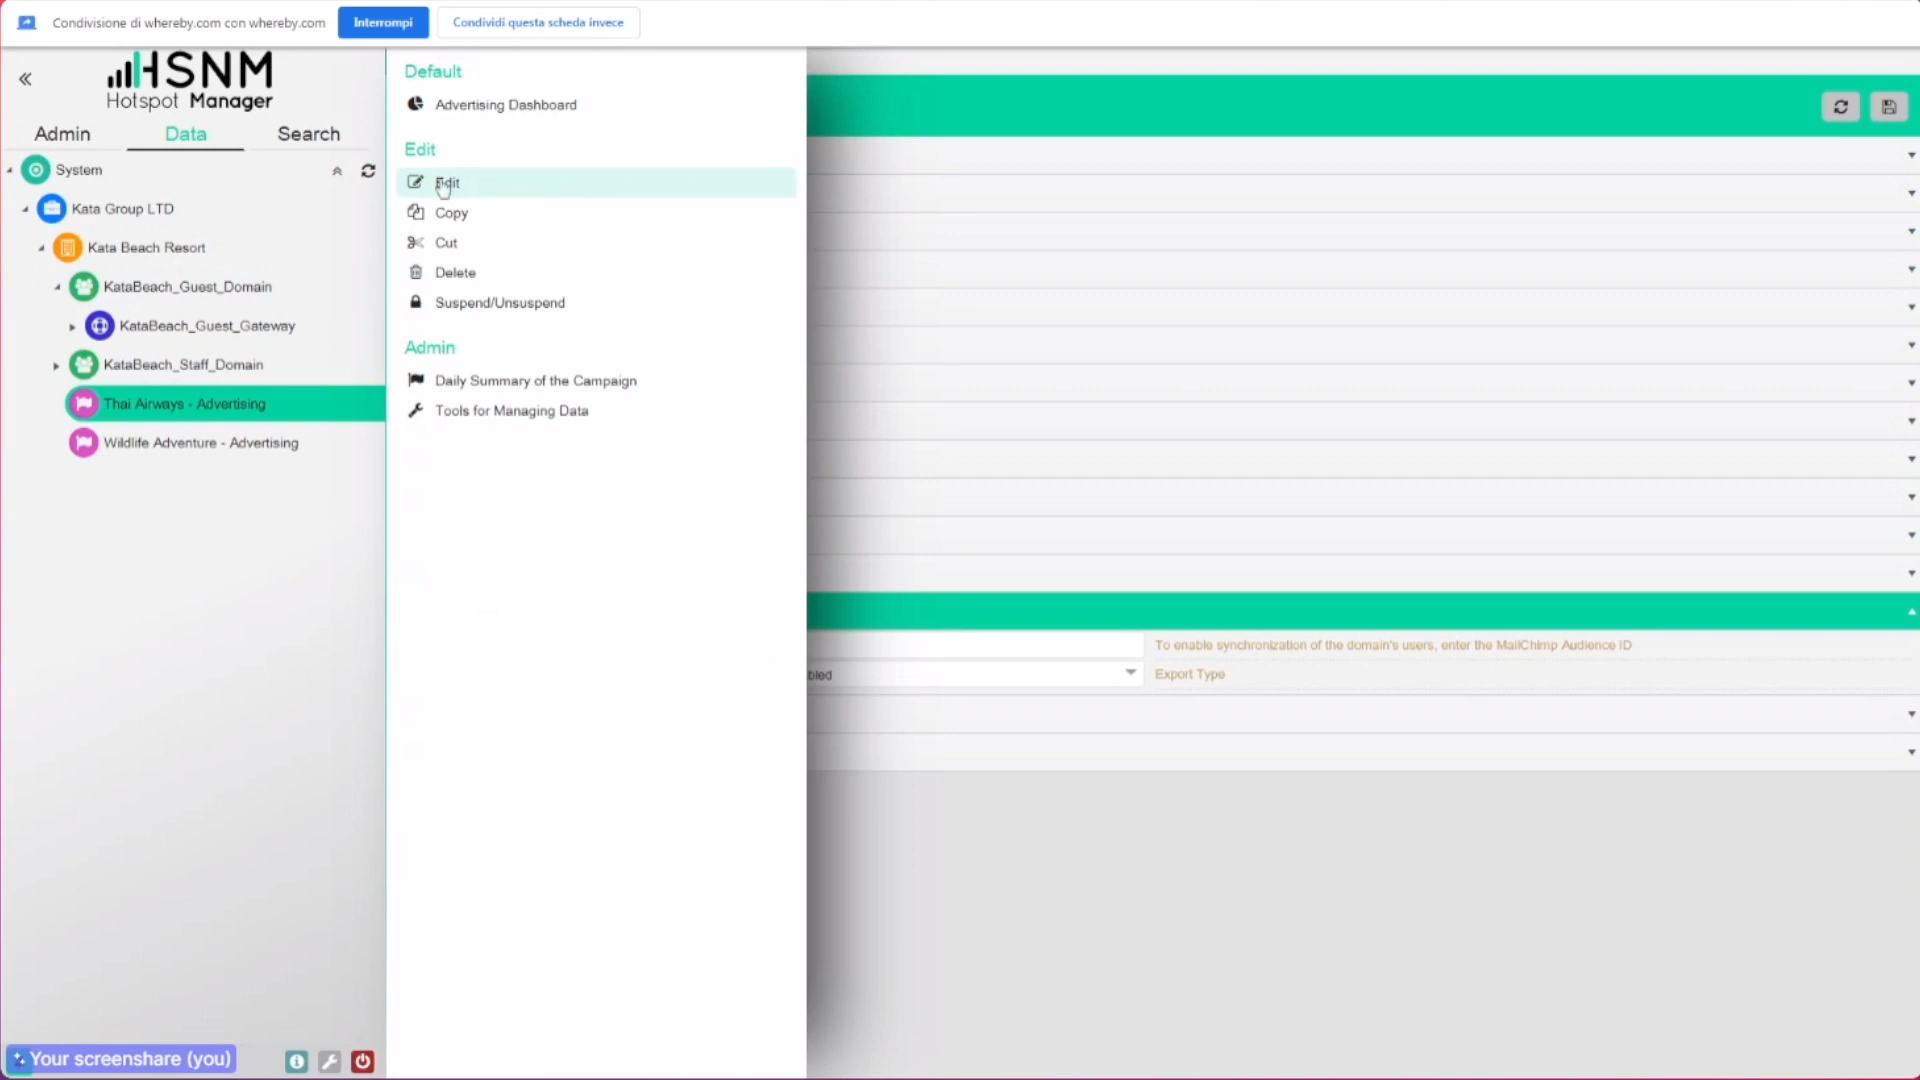 Condivisione di whereby.com con whereby.com
Interrompi
Condividi questa scheda invece
HSNM
Hotspot Manager
Admin
Data
Search
System
Kata Group LTD
Kata Beach Resort
KataBeach_Guest_Domain
KataBeach_Guest_Gateway
KataBeach_Staff_Domain
Thai Airways - Advertising
Wildlife Adventure - Advertising
Default
Advertising Dashboard
Edit
Edit
Copy
Cut
Delete
Suspend/Unsuspend
Admin
Daily Summary of the Campaign
Tools for Managing Data
To enable synchronization of the domain's users, enter the MailChimp Audience ID
bled
Export Type
Your screenshare (you)